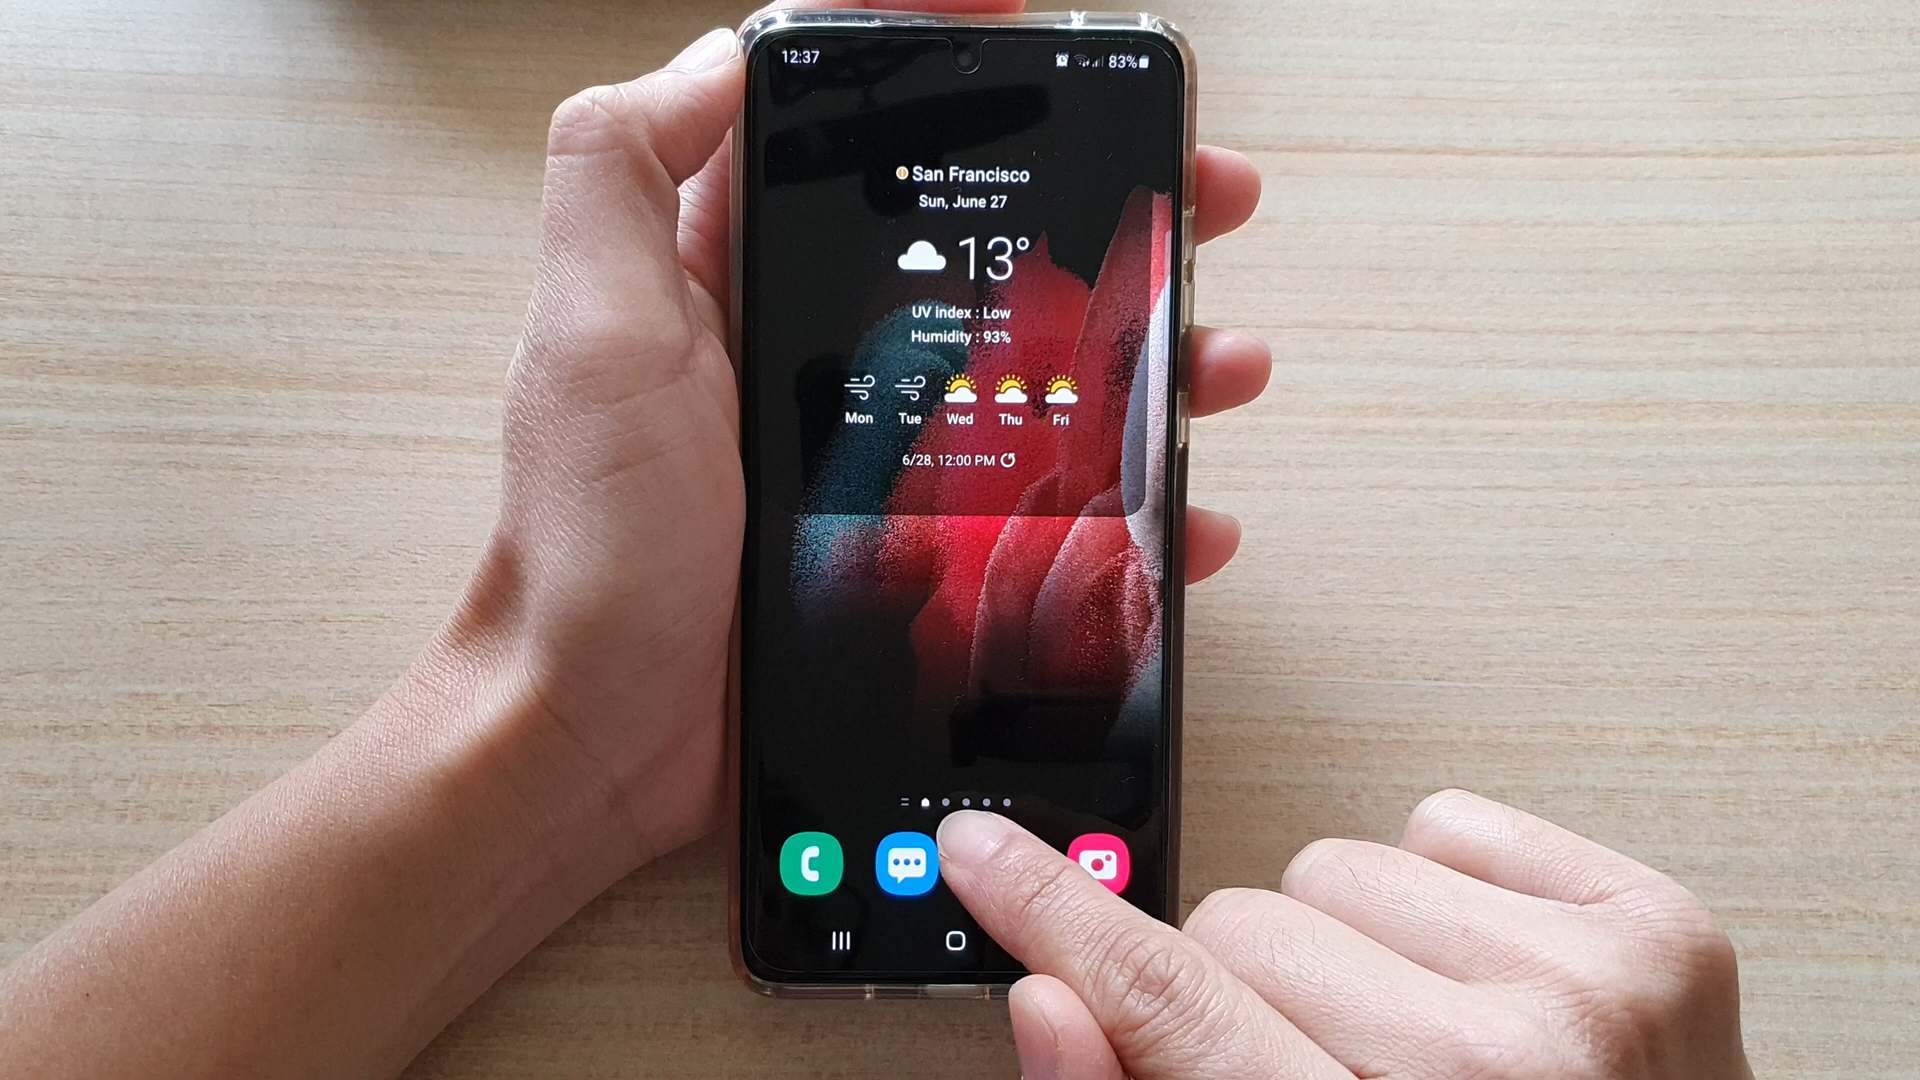 12:37 83%
San Francisco
Sun, June 27
13°
UV index : Low
Humidity : 93%
Mon Tue Wed Thu Fri
6/28, 12:00 PM